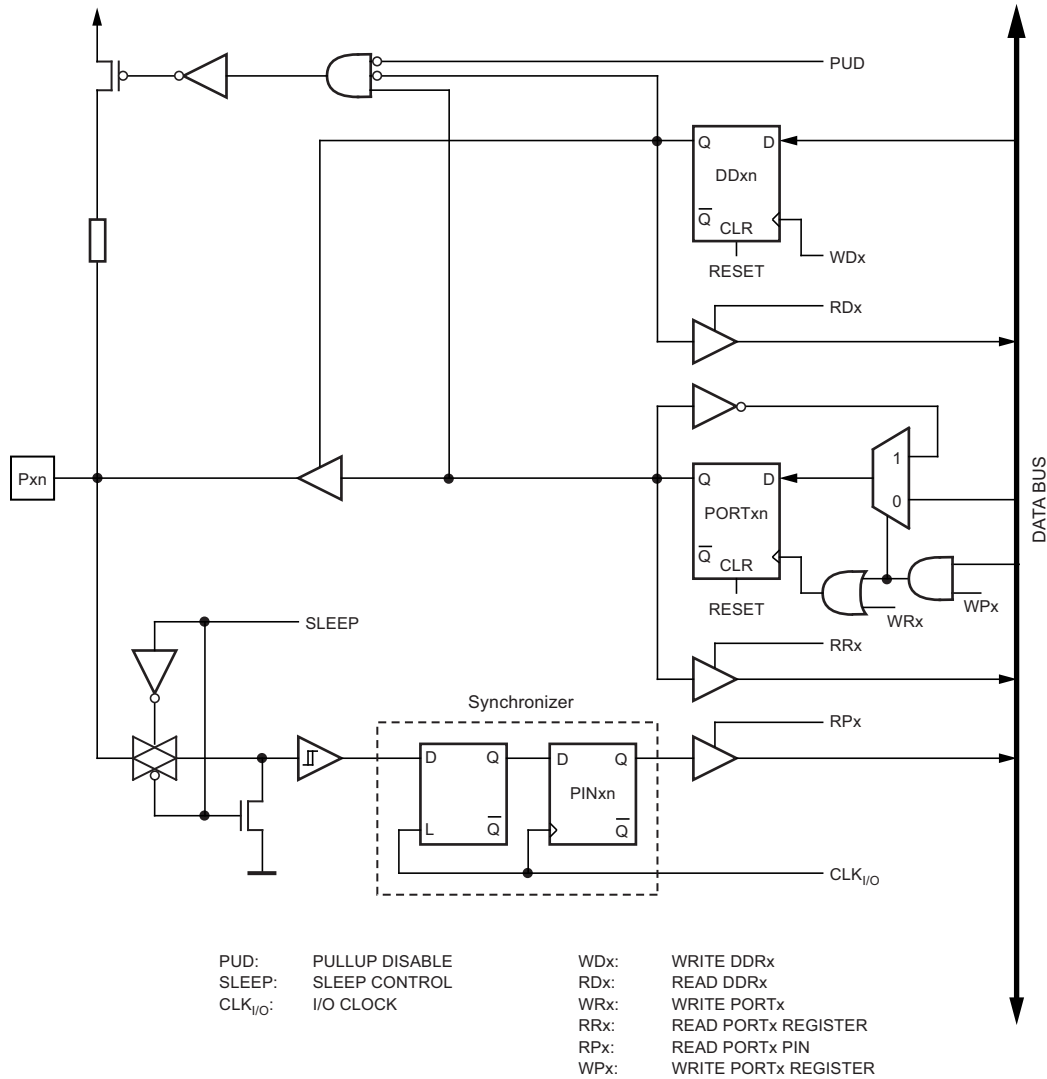 PUD
Q D
DDxn
Q
CLR
RESET
WDx
RDx
Pxn
1
Q D
0
PORTxn
Q
CLR
RESET
WRx
WPx
DATA BUS
SLEEP
RRx
Synchronizer
RPx
D Q
D Q
PINxn
L Q
Q
CLKI/O
PUD: PULLUP DISABLE
SLEEP: SLEEP CONTROL
CLKI/O: I/O CLOCK
WDx: WRITE DDRx
RDx: READ DDRx
WRx: WRITE PORTx
RRx: READ PORTx REGISTER
RPx: READ PORTx PIN
WPx: WRITE PORTx REGISTER